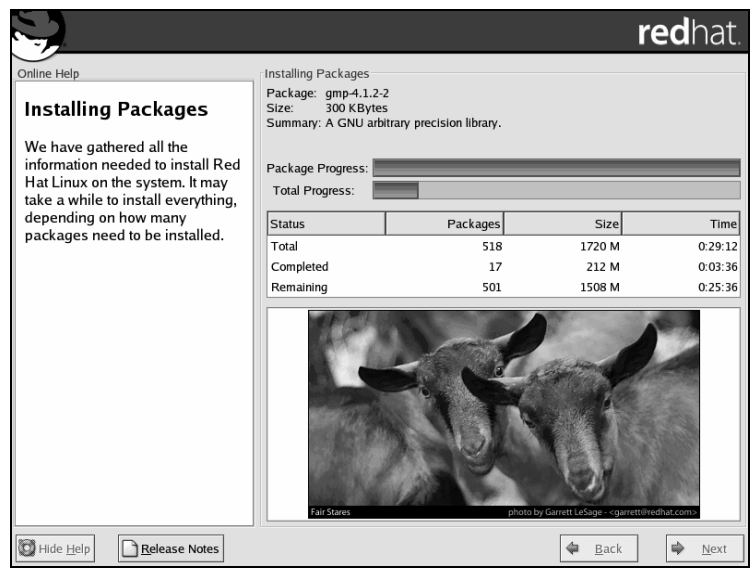 redhat.
Online Help
Installing Packages
We have gathered all the
information needed to install Red
Hat Linux on the system. It may
take a while to install everything,
depending on how many
packages need to be installed.
Installing Packages
Package: gmp-4.1.2-2
Size: 300 KBytes
Summary: A GNU arbitrary precision library.
Package Progress:
Total Progress:
Status Packages Size Time
Total 518 1720 M 0:29:12
Completed 17 212 M 0:03:36
Remaining 501 1508 M 0:25:36
Fair Stares photo by Garrett LeSage - <garrett@redhat.com>
Hide Help Release Notes Back Next